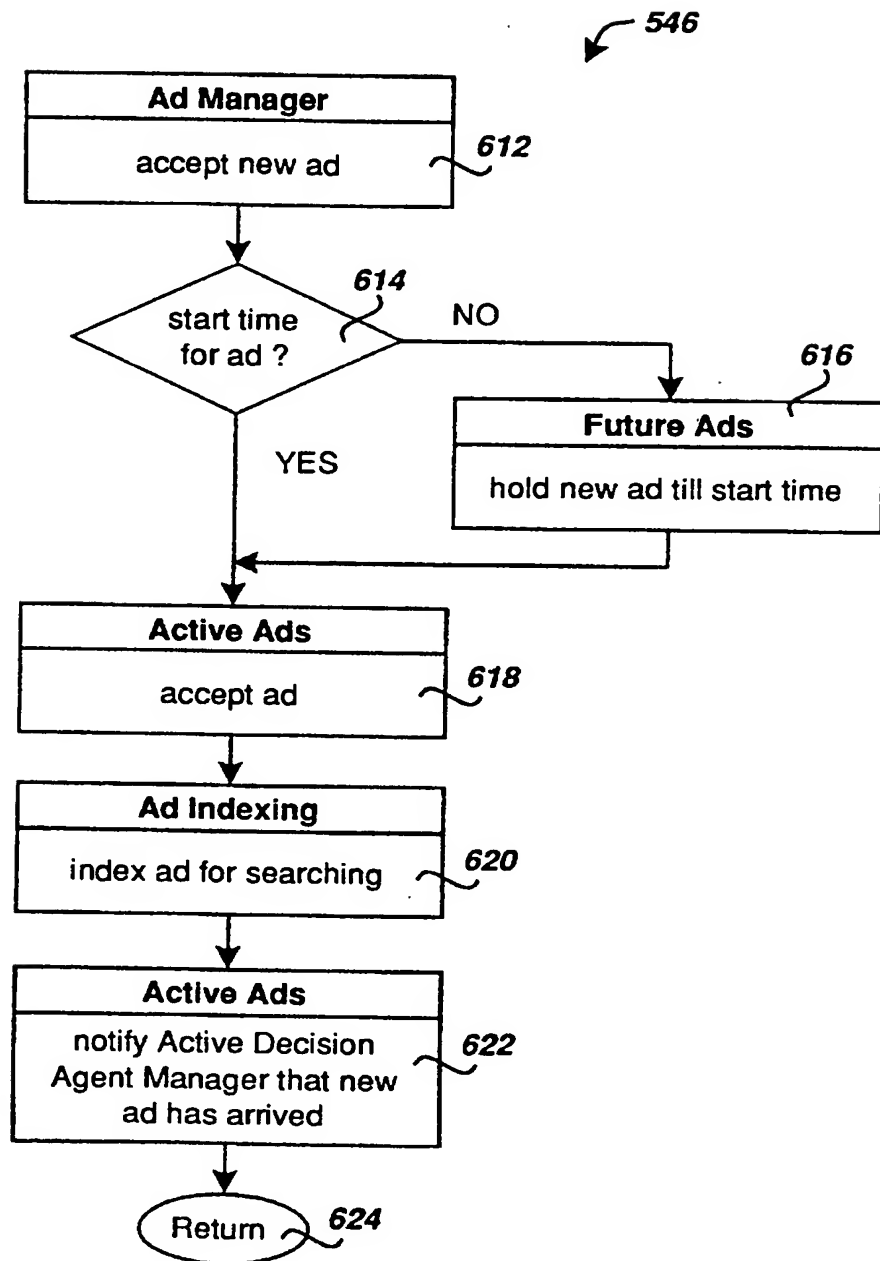 546
Ad Manager
accept new ad
612
start time
for ad ?
614
NO
YES
616
Future Ads
hold new ad till start time
Active Ads
accept ad
618
Ad Indexing
index ad for searching
620
Active Ads
notify Active Decision
Agent Manager that new
ad has arrived
622
Return
624